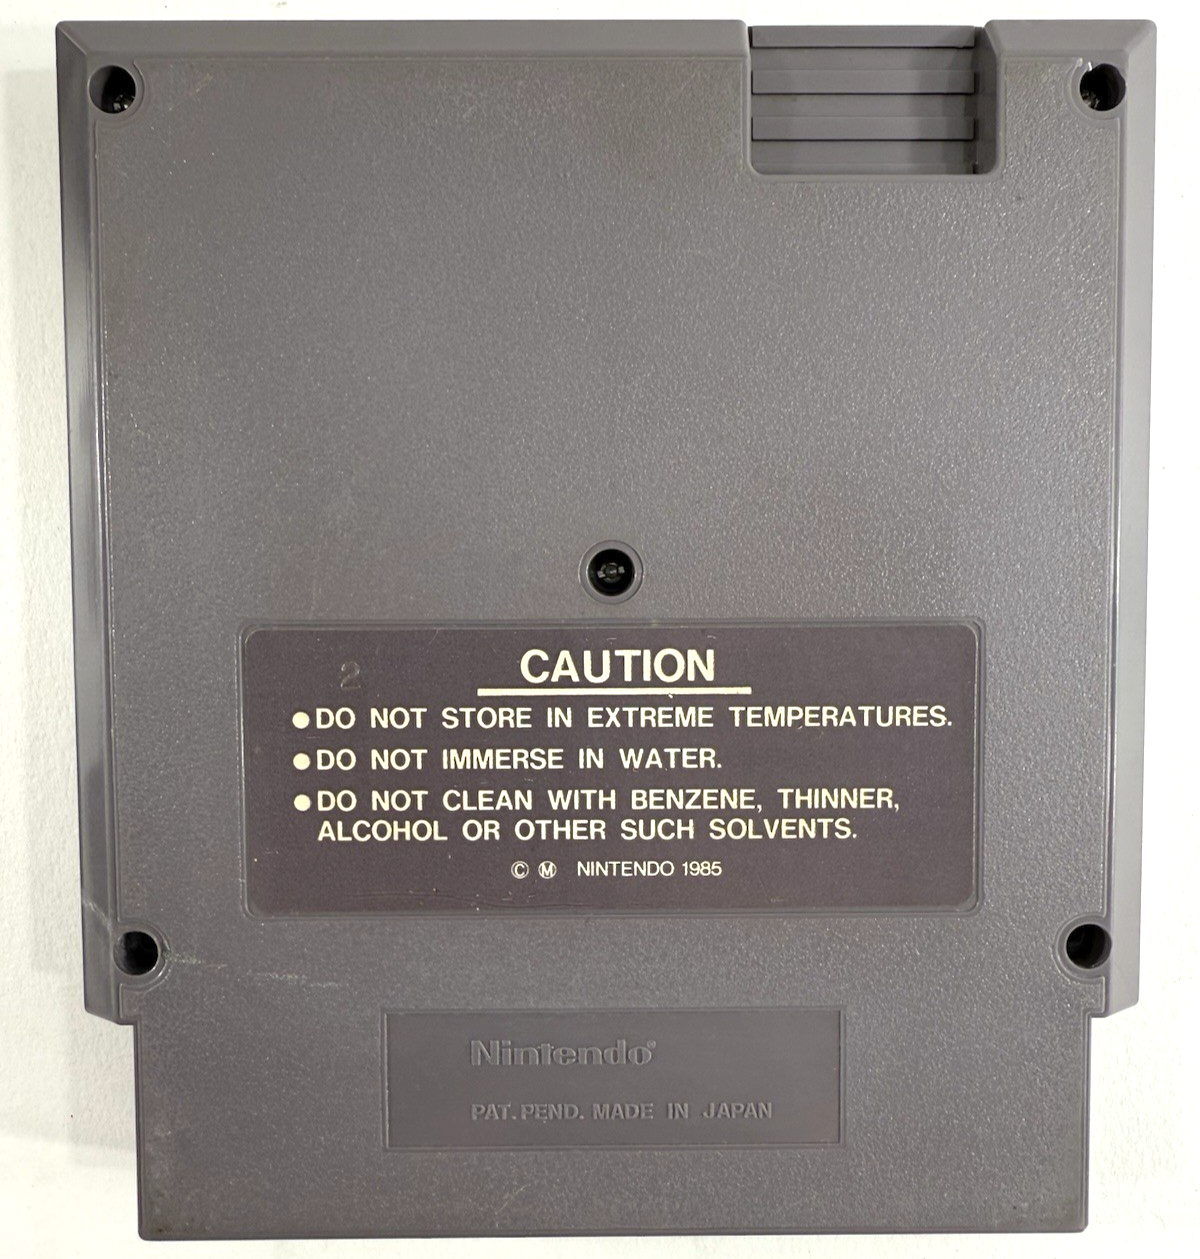 2
CAUTION
●DO NOT STORE IN EXTREME TEMPERATURES.
●DO NOT IMMERSE IN WATER.
●DO NOT CLEAN WITH BENZENE, THINNER,
ALCOHOL OR OTHER SUCH SOLVENTS.
Ⓒ Ⓜ NINTENDO 1985
Nintendo®
PAT. PEND. MADE IN JAPAN